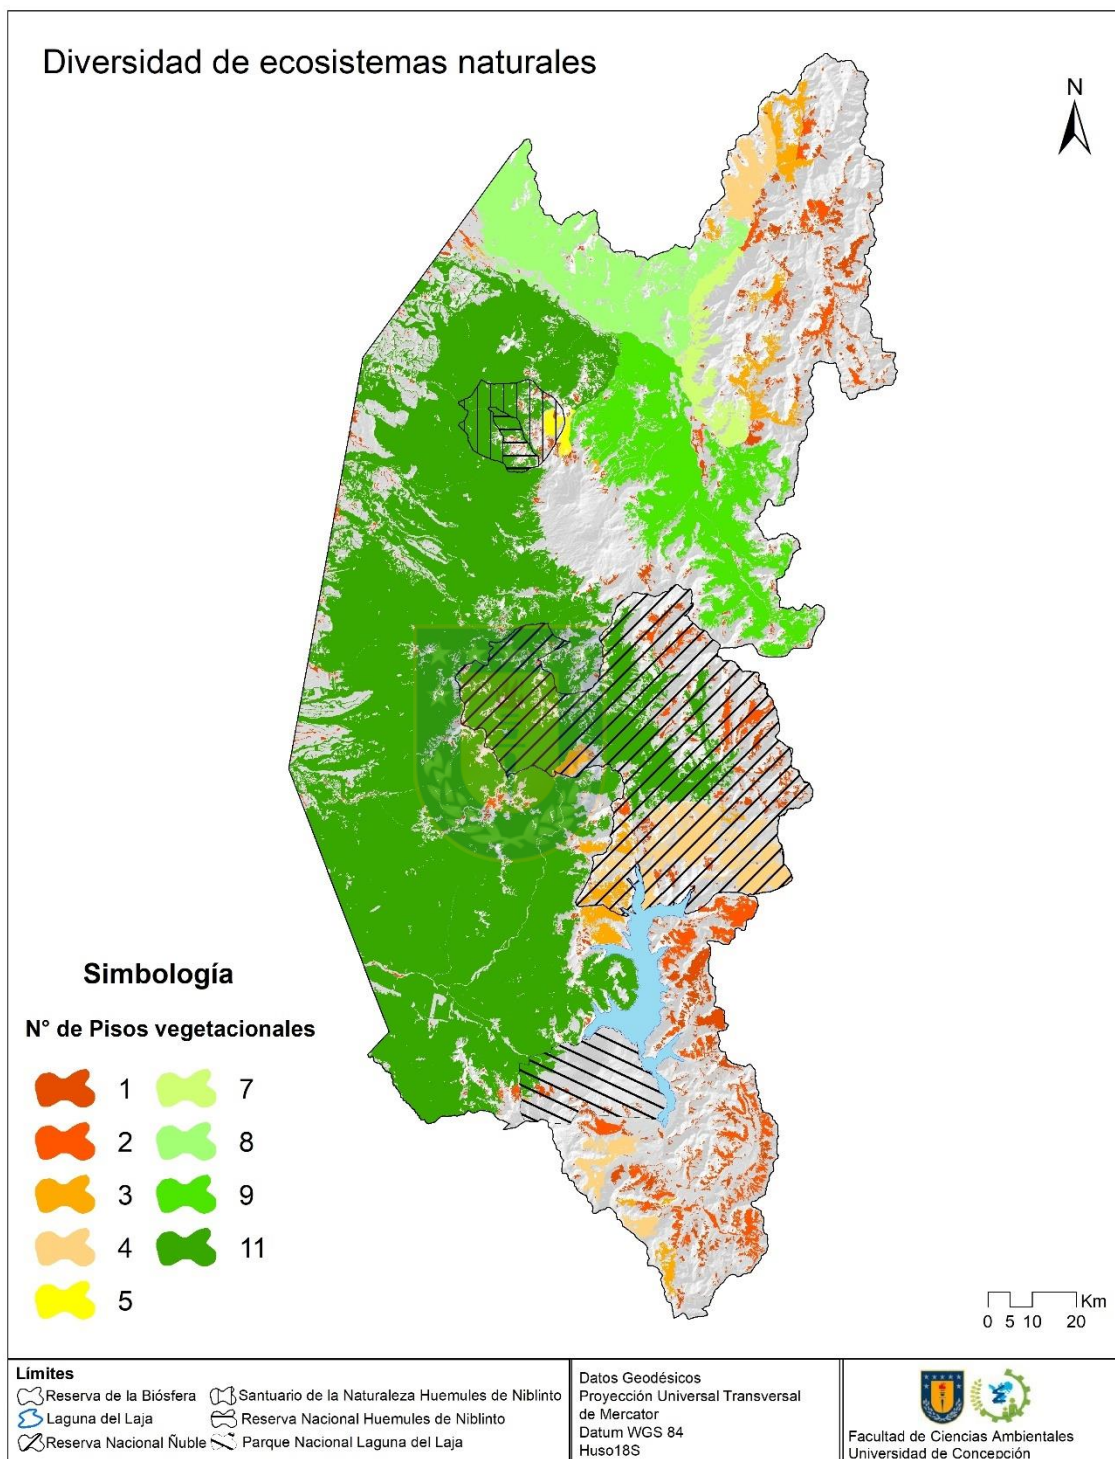 Diversidad de ecosistemas naturales
N
Simbología
N° de Pisos vegetacionales
1
7
2
8
3
9
4
11
5
Km
0 5 10 20
Límites
Reserva de la Biósfera
Santuario de la Naturaleza Huemules de Niblinto
Laguna del Laja
Reserva Nacional Huemules de Niblinto
Reserva Nacional Ñuble
Parque Nacional Laguna del Laja
Datos Geodésicos
Proyección Universal Transversal
de Mercator
Datum WGS 84
Huso18S
Facultad de Ciencias Ambientales
Universidad de Concepción